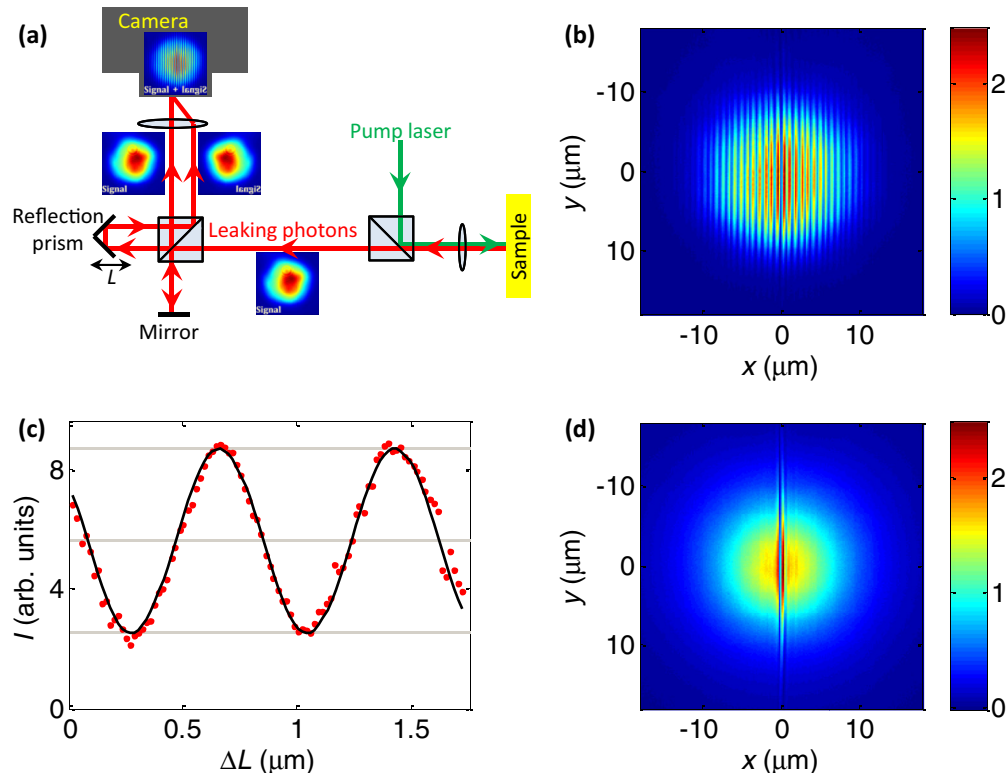 (a)
Camera
Signal + Signal
Pump laser
Signal
Signal
Reflection
prism
Leaking photons
L
Signal
Mirror
Sample
(b)
-10
0
10
y (μm)
-10
0
10
x (μm)
2
1
0
(c)
8
4
0
I (arb. units)
0
0.5
1
1.5
ΔL (μm)
(d)
-10
0
10
y (μm)
-10
0
10
x (μm)
2
1
0